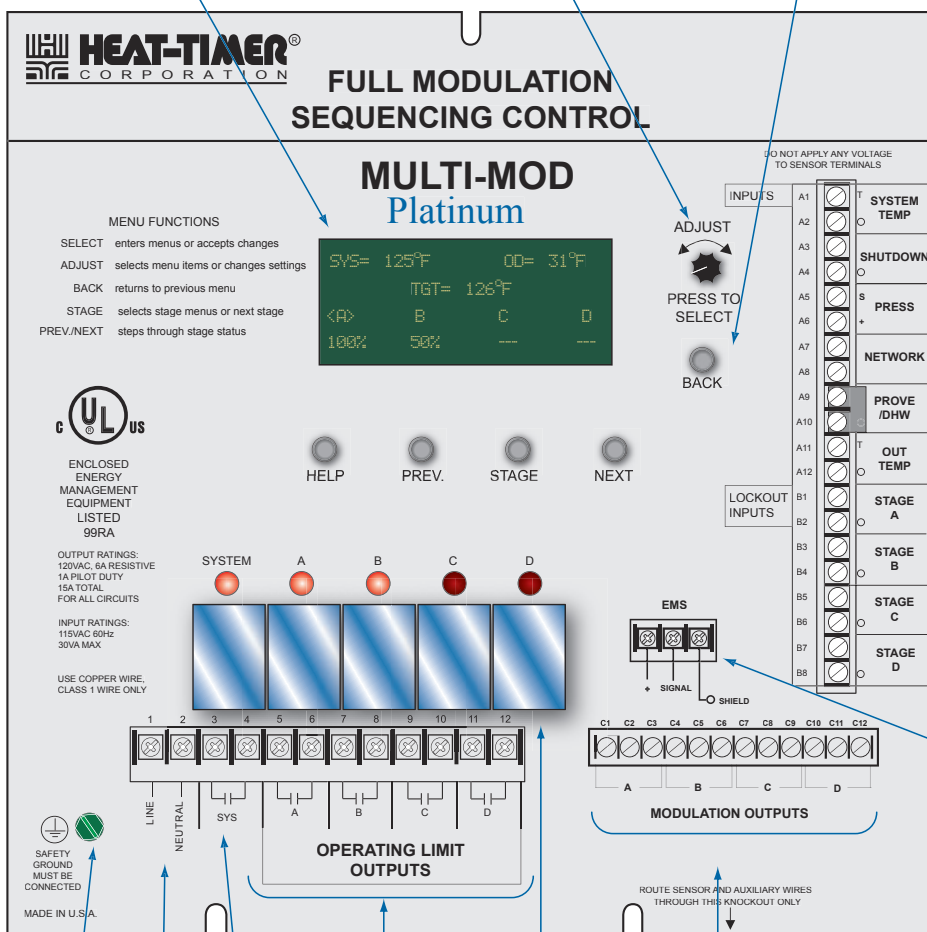 HEAT-TIMER®
CORPORATION
FULL MODULATION
SEQUENCING CONTROL
MULTI-MOD
Platinum
DO NOT APPLY ANY VOLTAGE
TO SENSOR TERMINALS
MENU FUNCTIONS
SELECT enters menus or accepts changes
ADJUST selects menu items or changes settings
BACK returns to previous menu
STAGE selects stage menus or next stage
PREV./NEXT steps through stage status
SYS= 125°F OD= 31°F
TGT= 126°F
<A> B C D
100% 50% --- ---
ADJUST
PRESS TO
SELECT
BACK
HELP PREV. STAGE NEXT
INPUTS
A1 T
SYSTEM
TEMP
A2
A3
SHUTDOWN
A4
A5 S
PRESS
A6 +
A7
NETWORK
A8
A9
PROVE
/DHW
A10
A11 T
OUT
TEMP
A12
LOCKOUT
INPUTS
B1
STAGE
A
B2
B3
STAGE
B
B4
B5
STAGE
C
B6
B7
STAGE
D
B8
C UL® US
ENCLOSED
ENERGY
MANAGEMENT
EQUIPMENT
LISTED
99RA
OUTPUT RATINGS:
120VAC, 6A RESISTIVE
1A PILOT DUTY
15A TOTAL
FOR ALL CIRCUITS
INPUT RATINGS:
115VAC 60Hz
30VA MAX
USE COPPER WIRE,
CLASS 1 WIRE ONLY
SYSTEM A B C D
EMS
+ SIGNAL
SHIELD
1 2 3 4 5 6 7 8 9 10 11 12
LINE
NEUTRAL
SYS A B C D
OPERATING LIMIT
OUTPUTS
C1 C2 C3 C4 C5 C6 C7 C8 C9 C10 C11 C12
A B C D
MODULATION OUTPUTS
SAFETY
GROUND
MUST BE
CONNECTED
MADE IN U.S.A.
ROUTE SENSOR AND AUXILIARY WIRES
THROUGH THIS KNOCKOUT ONLY